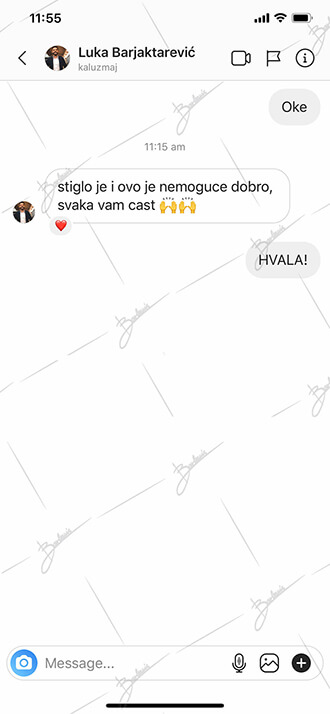 11:55
Luka Barjaktarević
kaluzmaj
Oke
11:15 am
stiglo je i ovo je nemoguce dobro,
svaka vam cast 🙌🙌
❤️
HVALA!
Message...